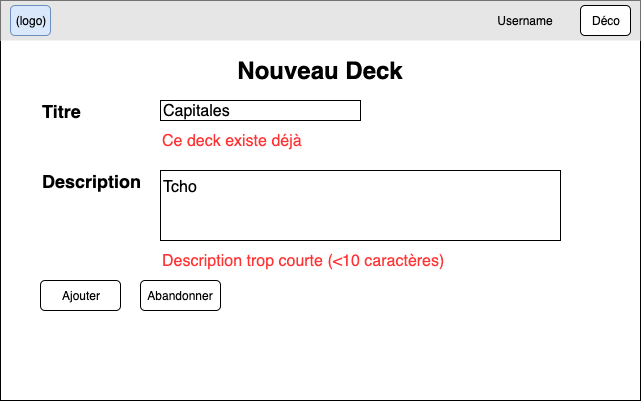 (logo) Username Déco
Nouveau Deck
Titre Capitales
Ce deck existe déjà
Description Tcho
Description trop courte (<10 caractères)
Ajouter Abandonner